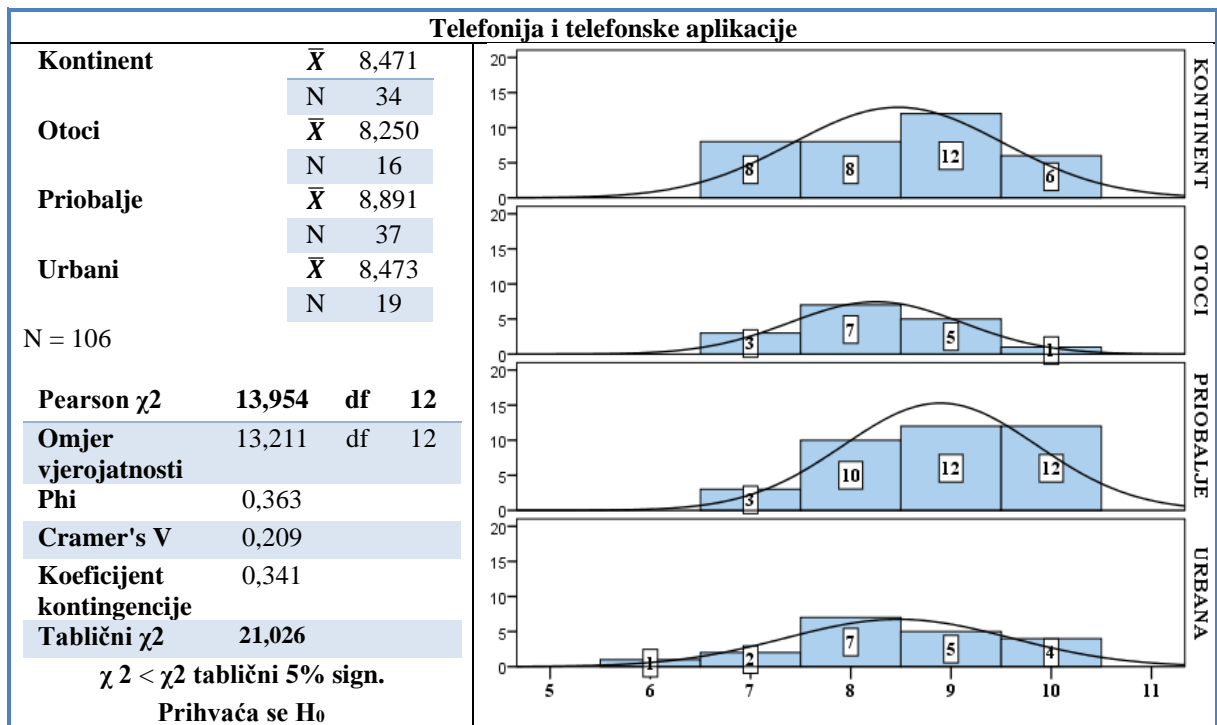 Telefonija i telefonske aplikacije
Kontinent X̄ 8,471
N 34
Otoci X̄ 8,250
N 16
Priobalje X̄ 8,891
N 37
Urbani X̄ 8,473
N 19
N = 106
Pearson χ2 13,954 df 12
Omjer vjerojatnosti 13,211 df 12
Phi 0,363
Cramer's V 0,209
Koeficijent kontingencije 0,341
Tablični χ2 21,026
χ 2 < χ2 tablični 5% sign.
Prihvaća se H₀
20
15
10
5
0
8 8 12 6
KONTINENT
20
15
10
5
0
3 7 5 1
OTOCI
20
15
10
5
0
3 10 12 12
PRIOBALJE
20
15
10
5
0
1 2 7 5 4
URBANA
5 6 7 8 9 10 11